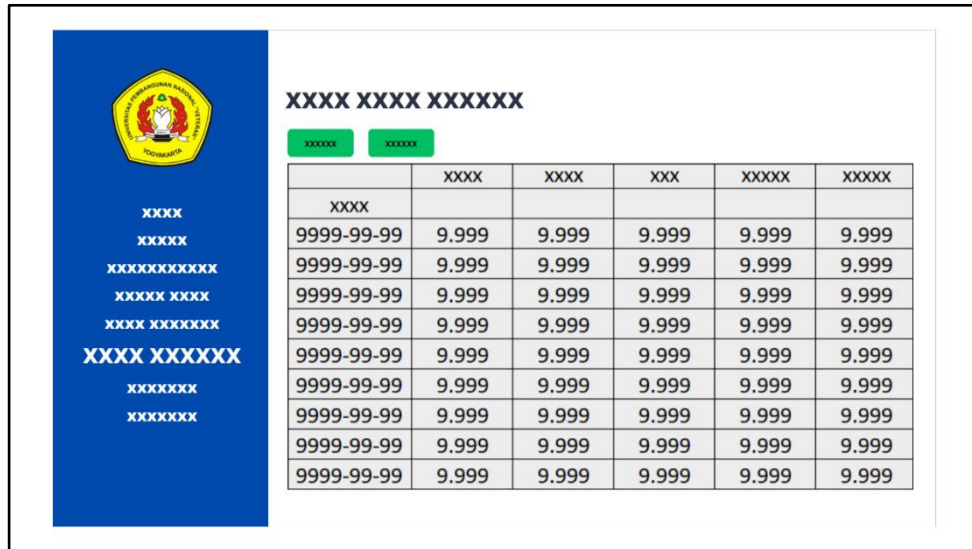 UNIVERSITAS PEMBANGUNAN NASIONAL "VETERAN"
YOGYAKARTA
xxxx
xxxxx
xxxxxxxxxxx
xxxxx xxxx
xxxx xxxxxxx
xxxx xxxxxx
xxxxxxx
xxxxxxx
xxxx xxxx xxxxxx
xxxxxx xxxxxx
xxxx xxxx xxx xxxxx xxxxx
xxxx
9999-99-99 9.999 9.999 9.999 9.999 9.999
9999-99-99 9.999 9.999 9.999 9.999 9.999
9999-99-99 9.999 9.999 9.999 9.999 9.999
9999-99-99 9.999 9.999 9.999 9.999 9.999
9999-99-99 9.999 9.999 9.999 9.999 9.999
9999-99-99 9.999 9.999 9.999 9.999 9.999
9999-99-99 9.999 9.999 9.999 9.999 9.999
9999-99-99 9.999 9.999 9.999 9.999 9.999
9999-99-99 9.999 9.999 9.999 9.999 9.999